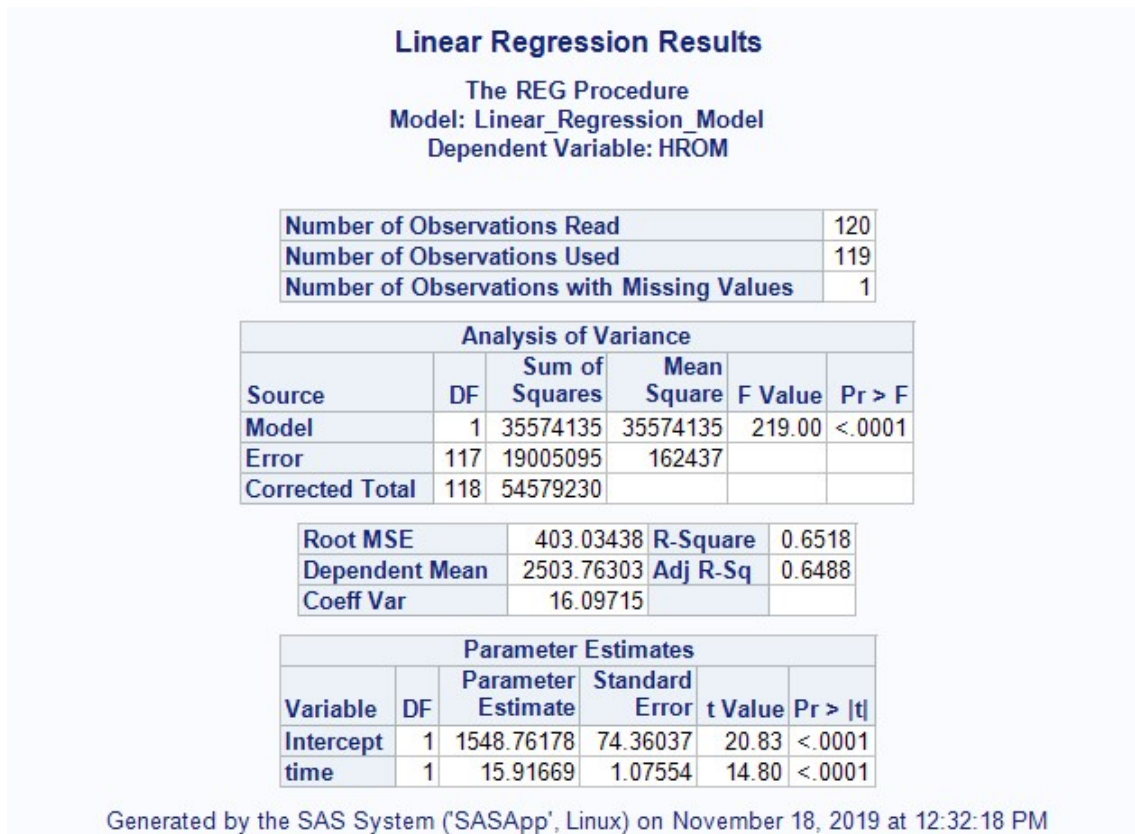 Linear Regression Results
The REG Procedure
Model: Linear_Regression_Model
Dependent Variable: HROM
Number of Observations Read 120
Number of Observations Used 119
Number of Observations with Missing Values 1
Analysis of Variance
Source DF Sum of Squares Mean Square F Value Pr > F
Model 1 35574135 35574135 219.00 <.0001
Error 117 19005095 162437
Corrected Total 118 54579230
Root MSE 403.03438 R-Square 0.6518
Dependent Mean 2503.76303 Adj R-Sq 0.6488
Coeff Var 16.09715
Parameter Estimates
Variable DF Parameter Estimate Standard Error t Value Pr > |t|
Intercept 1 1548.76178 74.36037 20.83 <.0001
time 1 15.91669 1.07554 14.80 <.0001
Generated by the SAS System ('SASApp', Linux) on November 18, 2019 at 12:32:18 PM